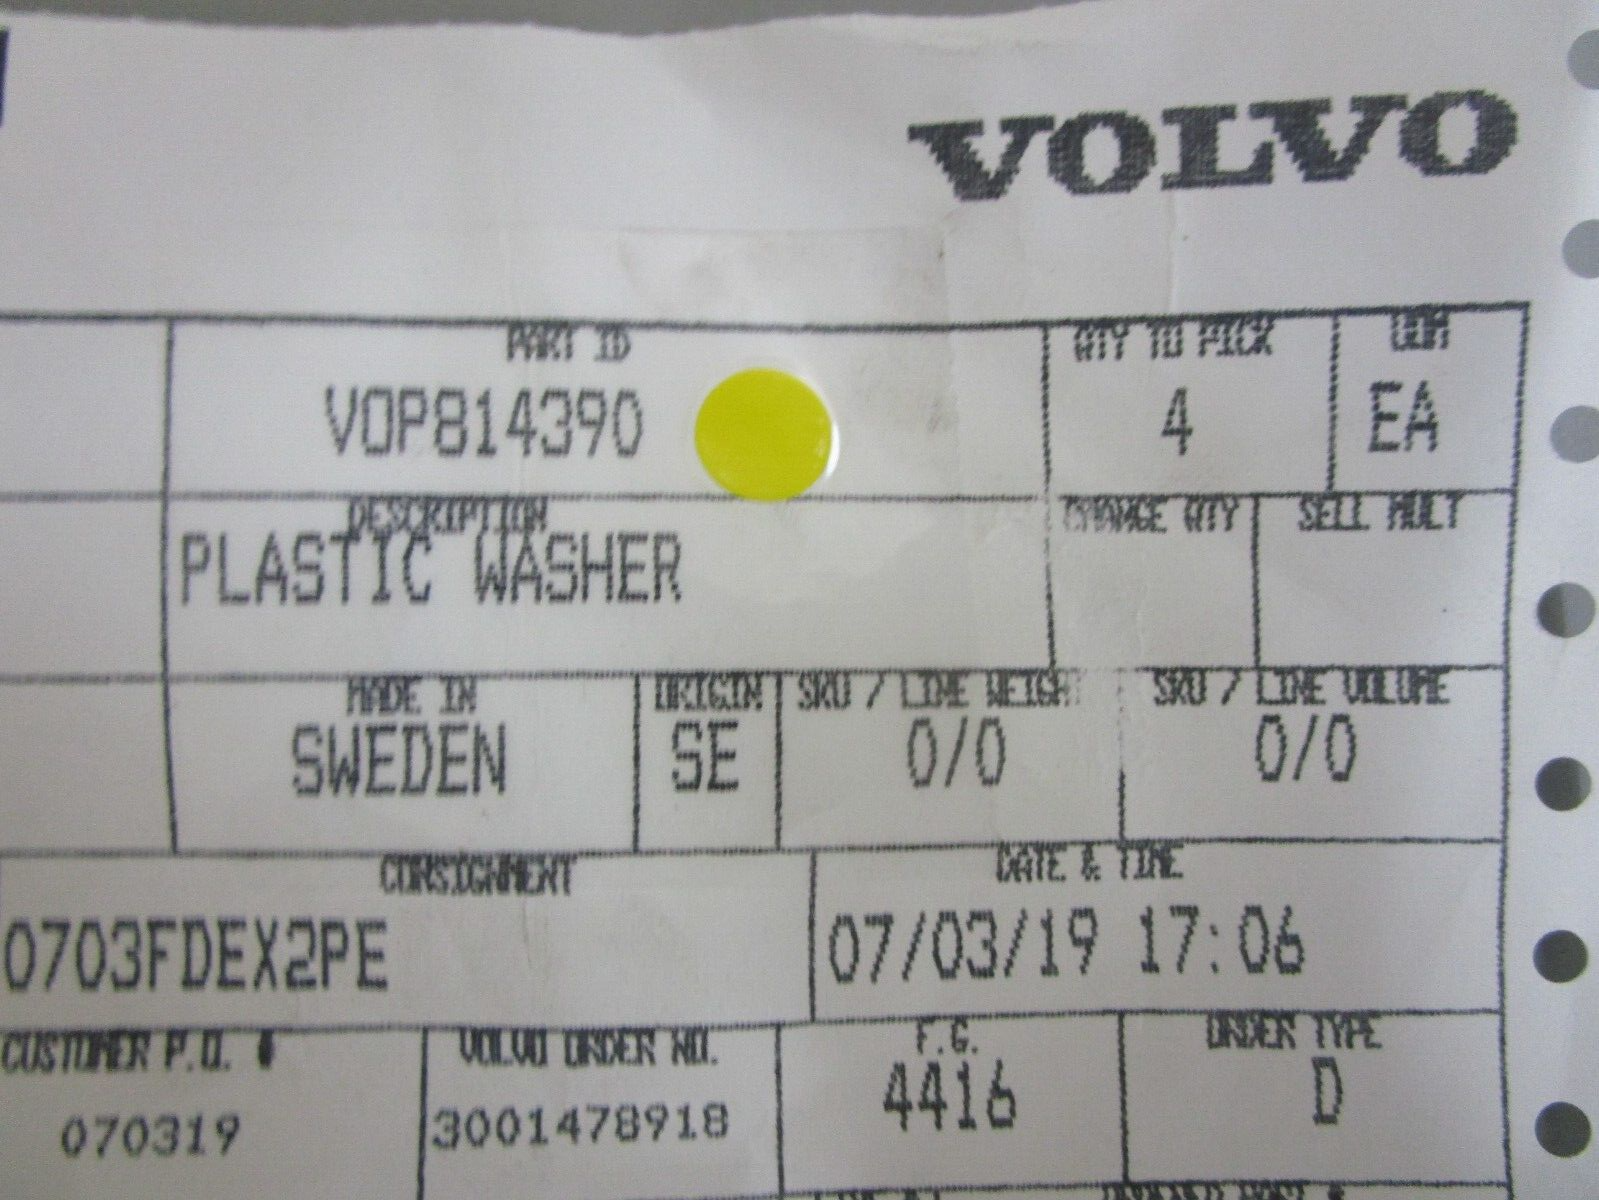 VOLVO
PART ID QTY TO PICK UOM
VOP814390 4 EA
DESCRIPTION CHANGE QTY SELL MULT
PLASTIC WASHER
MADE IN ORIGIN SKU / LINE WEIGH SKU / LINE VOLUME
SWEDEN SE 0/0 0/0
CONSIGNMENT DATE & TIME
0703FDEX2PE 07/03/19 17:06
CUSTOMER P.O. # VOLVO ORDER NO. F.G. ORDER TYPE
070319 3001478918 4416 D